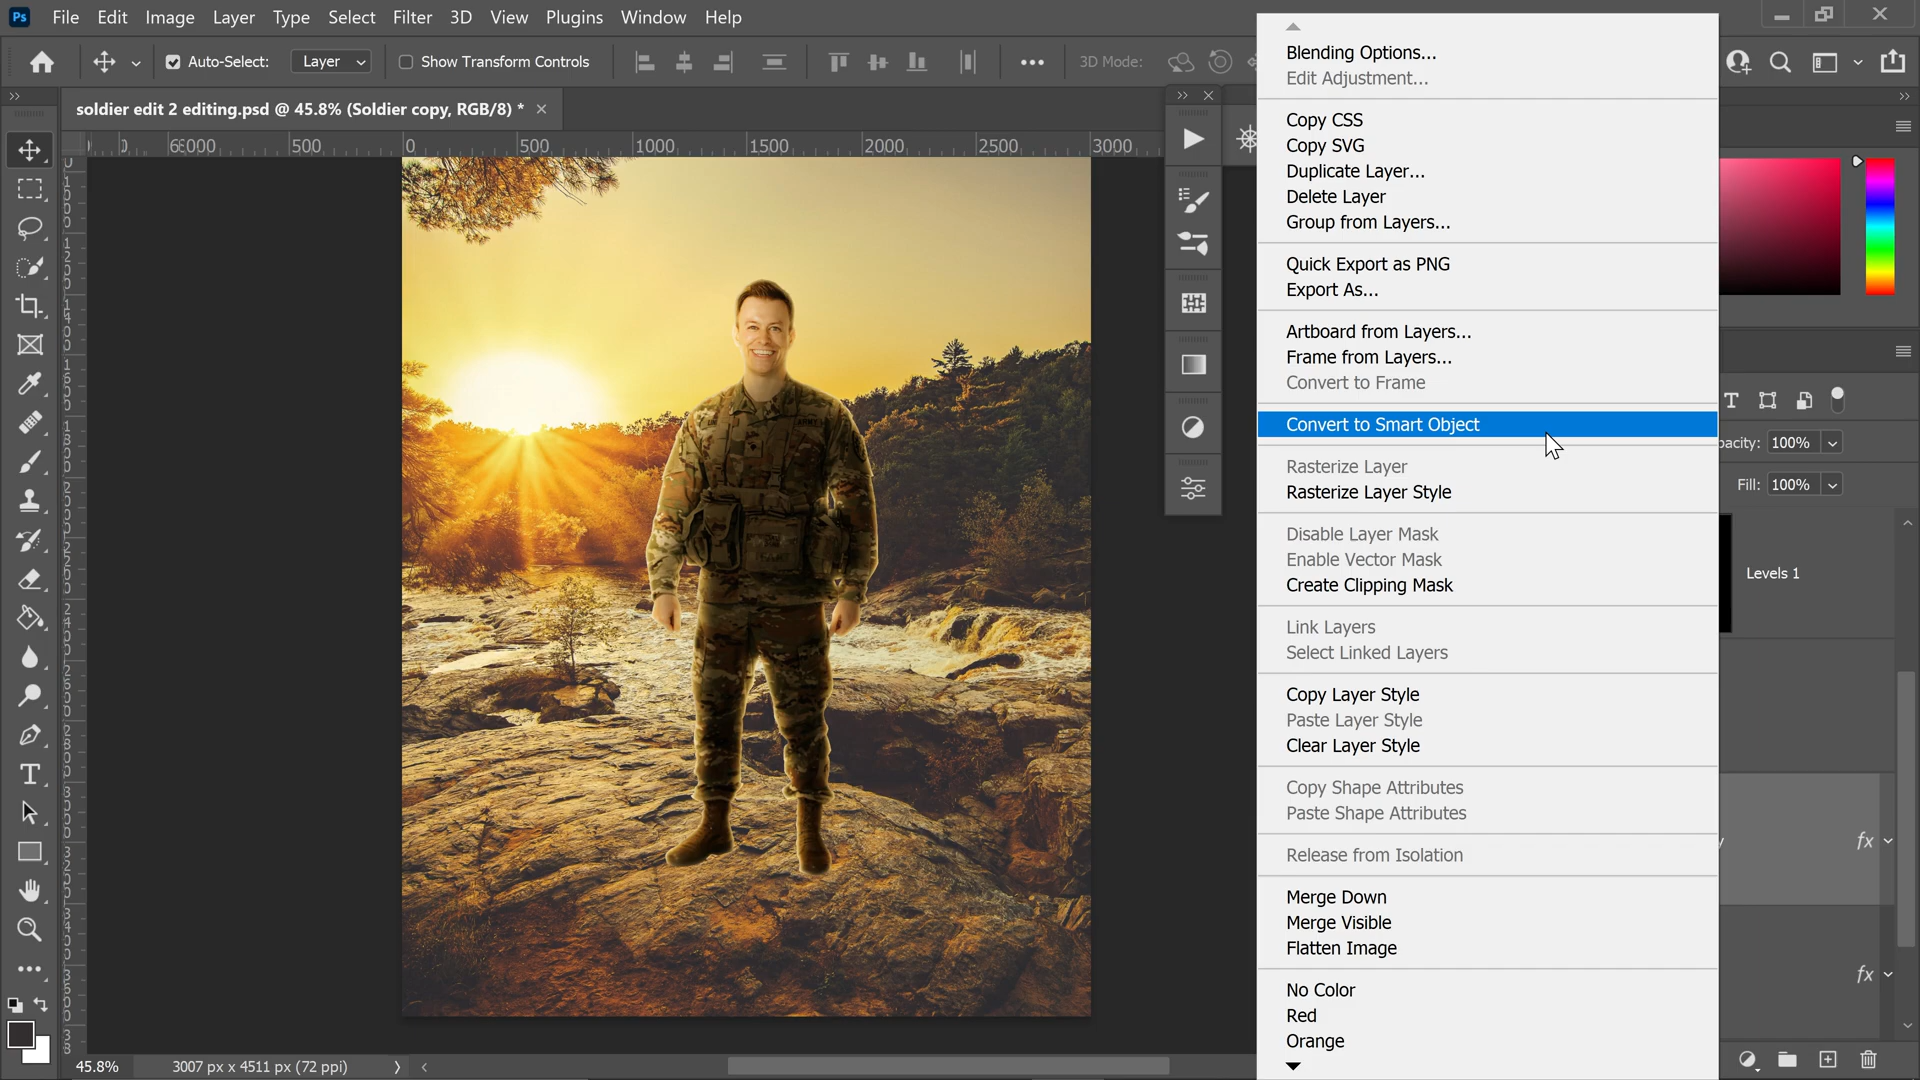 Ps File Edit Image Layer Type Select Filter 3D View Plugins Window Help
Auto-Select: Layer Show Transform Controls 3D Mode:
soldier edit 2 editing.psd @ 45.8% (Soldier copy, RGB/8) *
500 0 500 1000 1500 2000 2500 3000
ARMY
Blending Options...
Edit Adjustment...
Copy CSS
Copy SVG
Duplicate Layer...
Delete Layer
Group from Layers...
Quick Export as PNG
Export As...
Artboard from Layers...
Frame from Layers...
Convert to Frame
Convert to Smart Object
Rasterize Layer
Rasterize Layer Style
Disable Layer Mask
Enable Vector Mask
Create Clipping Mask
Link Layers
Select Linked Layers
Copy Layer Style
Paste Layer Style
Clear Layer Style
Copy Shape Attributes
Paste Shape Attributes
Release from Isolation
Merge Down
Merge Visible
Flatten Image
No Color
Red
Orange
pacity: 100%
Fill: 100%
Levels 1
fx
fx
45.8% 3007 px x 4511 px (72 ppi)